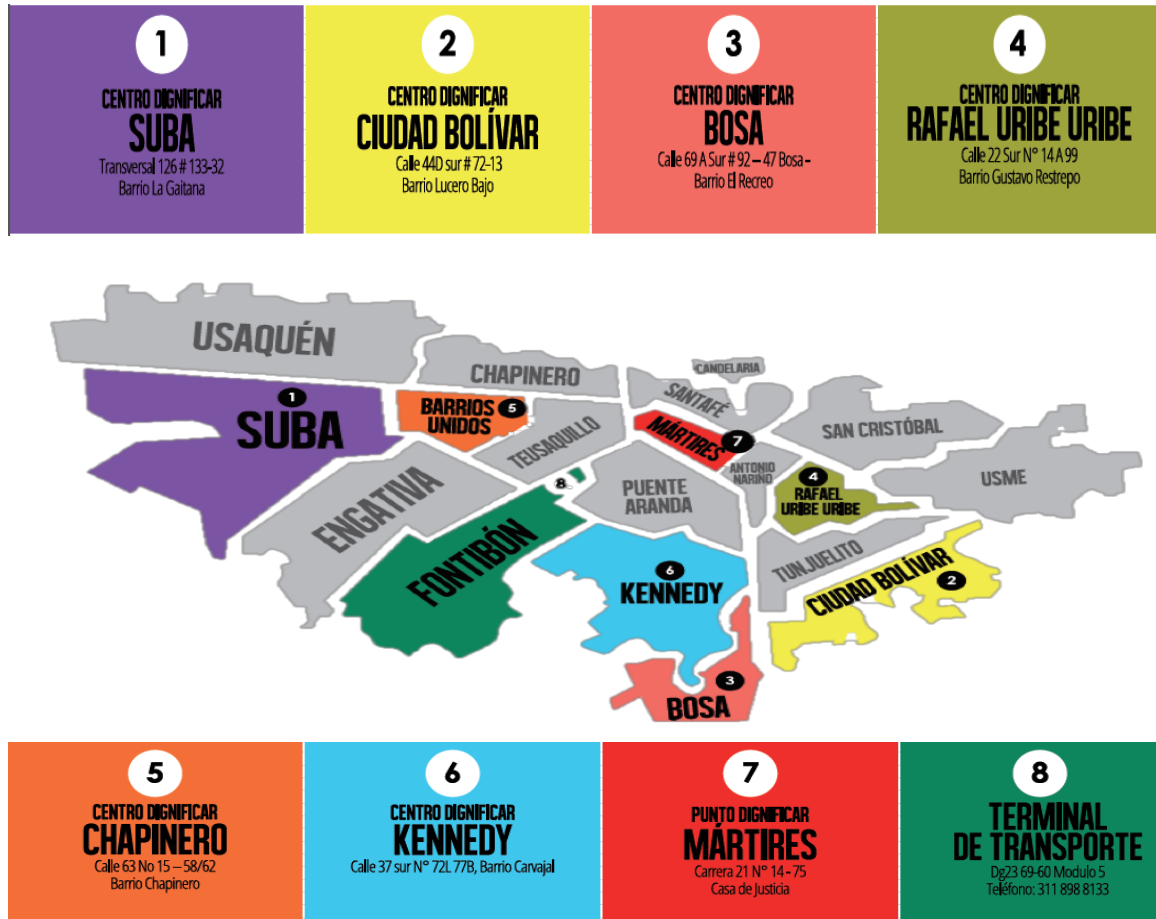 1
CENTRO DIGNIFICAR
SUBA
Transversal 126 # 133-32
Barrio La Gaitana
2
CENTRO DIGNIFICAR
CIUDAD BOLÍVAR
Calle 44D sur # 72-13
Barrio Lucero Bajo
3
CENTRO DIGNIFICAR
BOSA
Calle 69 A Sur # 92 – 47 Bosa –
Barrio El Recreo
4
CENTRO DIGNIFICAR
RAFAEL URIBE URIBE
Calle 22 Sur N° 14 A 99
Barrio Gustavo Restrepo
USAQUÉN
CHAPINERO
CANDELARIA
SANTAFÉ
1
SUBA
BARRIOS
UNIDOS
5
TEUSAQUILLO
MÁRTIRES
7
SAN CRISTÓBAL
ANTONIO
NARIÑO
4
RAFAEL
URIBE URIBE
USME
ENGATIVA
8
PUENTE
ARANDA
FONTIBÓN
6
KENNEDY
TUNJUELITO
CIUDAD BOLÍVAR
2
3
BOSA
5
CENTRO DIGNIFICAR
CHAPINERO
Calle 63 No 15 – 58/62
Barrio Chapinero
6
CENTRO DIGNIFICAR
KENNEDY
Calle 37 sur N° 72L 77B, Barrio Carvajal
7
PUNTO DIGNIFICAR
MÁRTIRES
Carrera 21 N° 14 - 75
Casa de Justicia
8
TERMINAL
DE TRANSPORTE
Dg23 69-60 Modulo 5
Teléfono: 311 898 8133